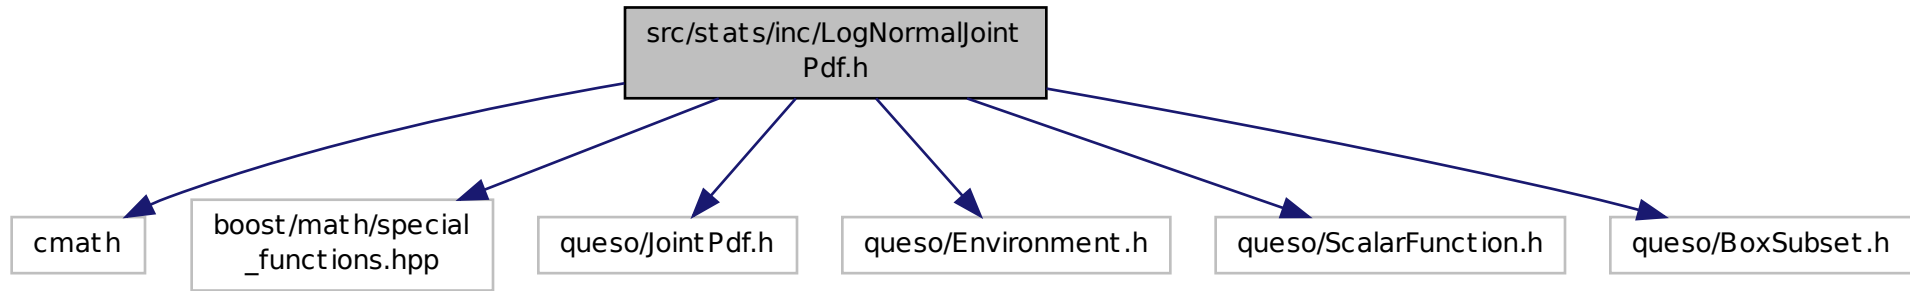 src/stats/inc/LogNormalJoint
Pdf.h
cmath
boost/math/special
_functions.hpp
queso/JointPdf.h
queso/Environment.h
queso/ScalarFunction.h
queso/BoxSubset.h